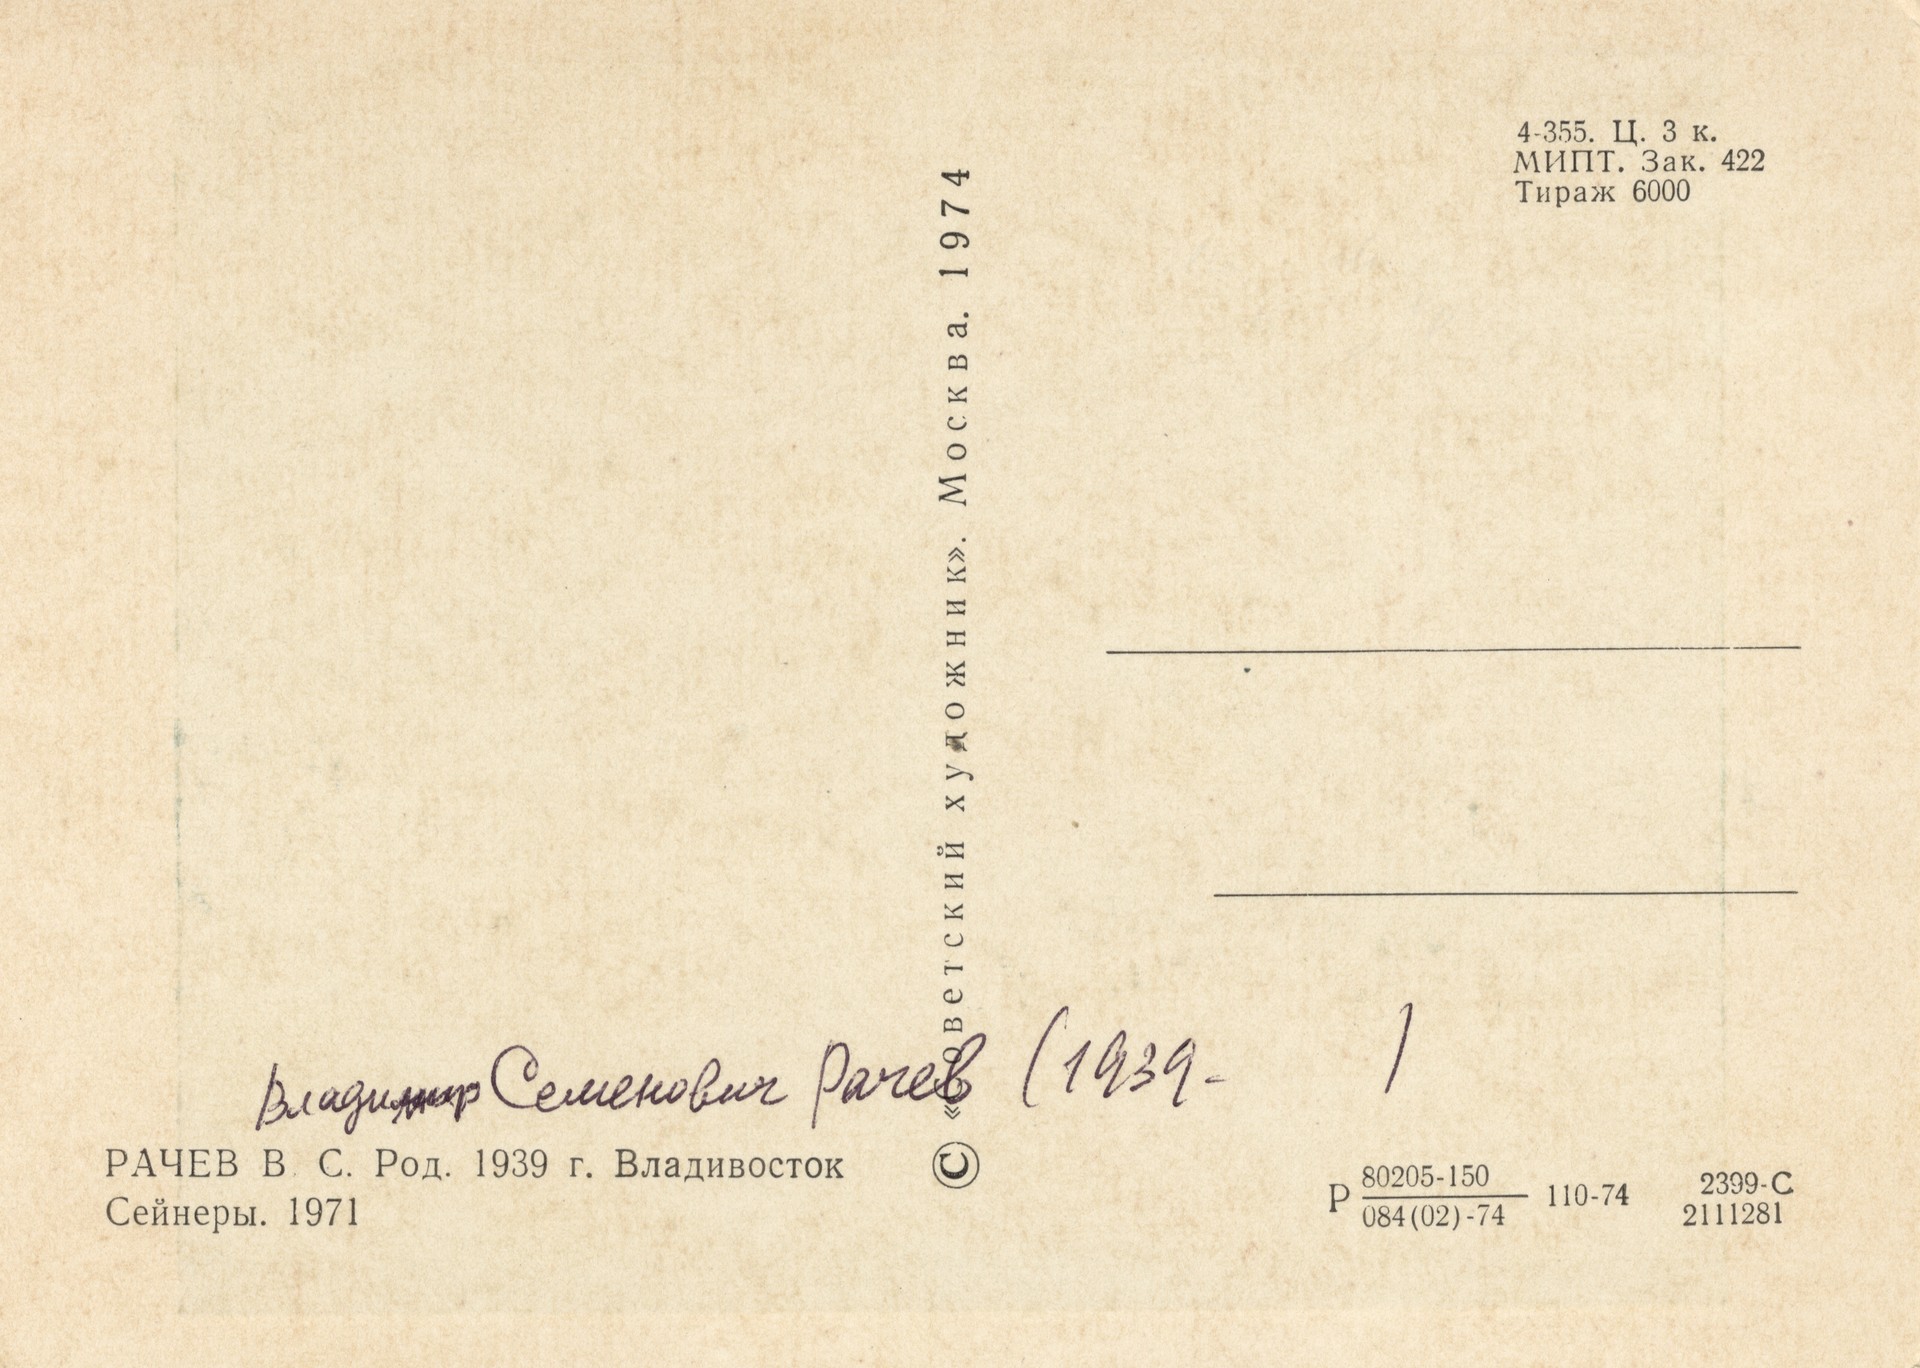 4-355. Ц. 3 к.
МИПТ. Зак. 422
Тираж 6000
© «Советский художник». Москва. 1974
Владимир Семенович Рачев (1939- )
РАЧЕВ В. С. Род. 1939 г. Владивосток
Сейнеры. 1971
Р 80205-150 110-74
084(02)-74
2399-С
2111281